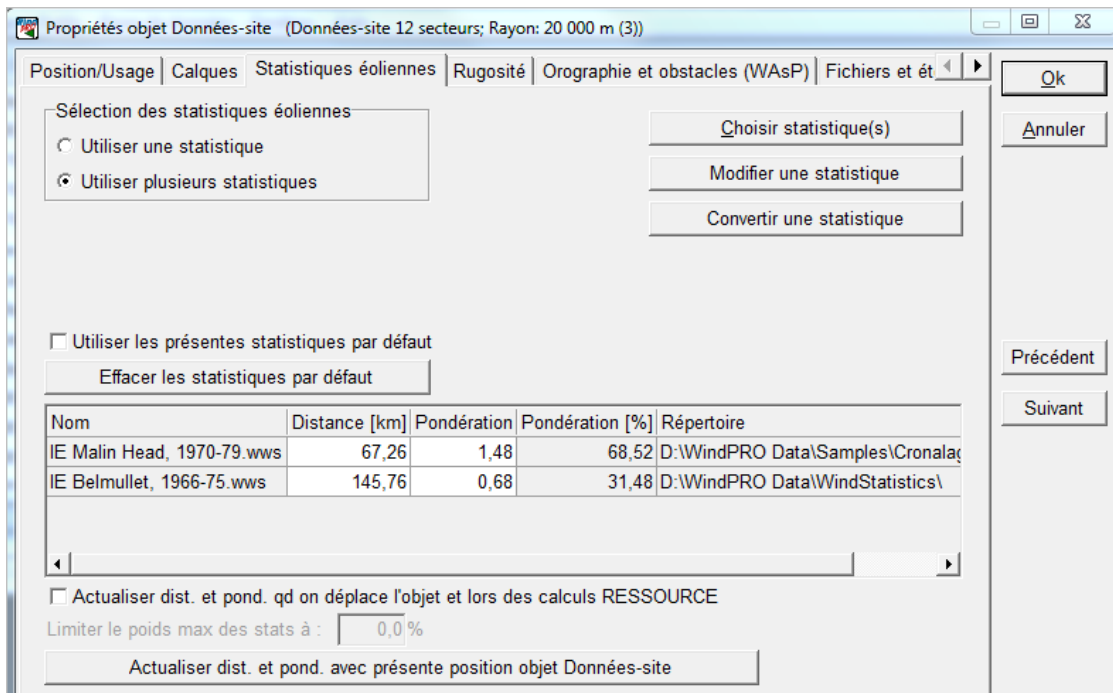 Propriétés objet Données-site (Données-site 12 secteurs; Rayon: 20 000 m (3))
Position/Usage Calques Statistiques éoliennes Rugosité Orographie et obstacles (WAsP) Fichiers et ét
Ok
Annuler
Sélection des statistiques éoliennes
Utiliser une statistique
Utiliser plusieurs statistiques
Choisir statistique(s)
Modifier une statistique
Convertir une statistique
Utiliser les présentes statistiques par défaut
Effacer les statistiques par défaut
Précédent
Suivant
Nom Distance [km] Pondération Pondération [%] Répertoire
IE Malin Head, 1970-79.wws 67,26 1,48 68,52 D:\WindPRO Data\Samples\Cronalag
IE Belmullet, 1966-75.wws 145,76 0,68 31,48 D:\WindPRO Data\WindStatistics\
Actualiser dist. et pond. qd on déplace l'objet et lors des calculs RESSOURCE
Limiter le poids max des stats à : 0,0 %
Actualiser dist. et pond. avec présente position objet Données-site